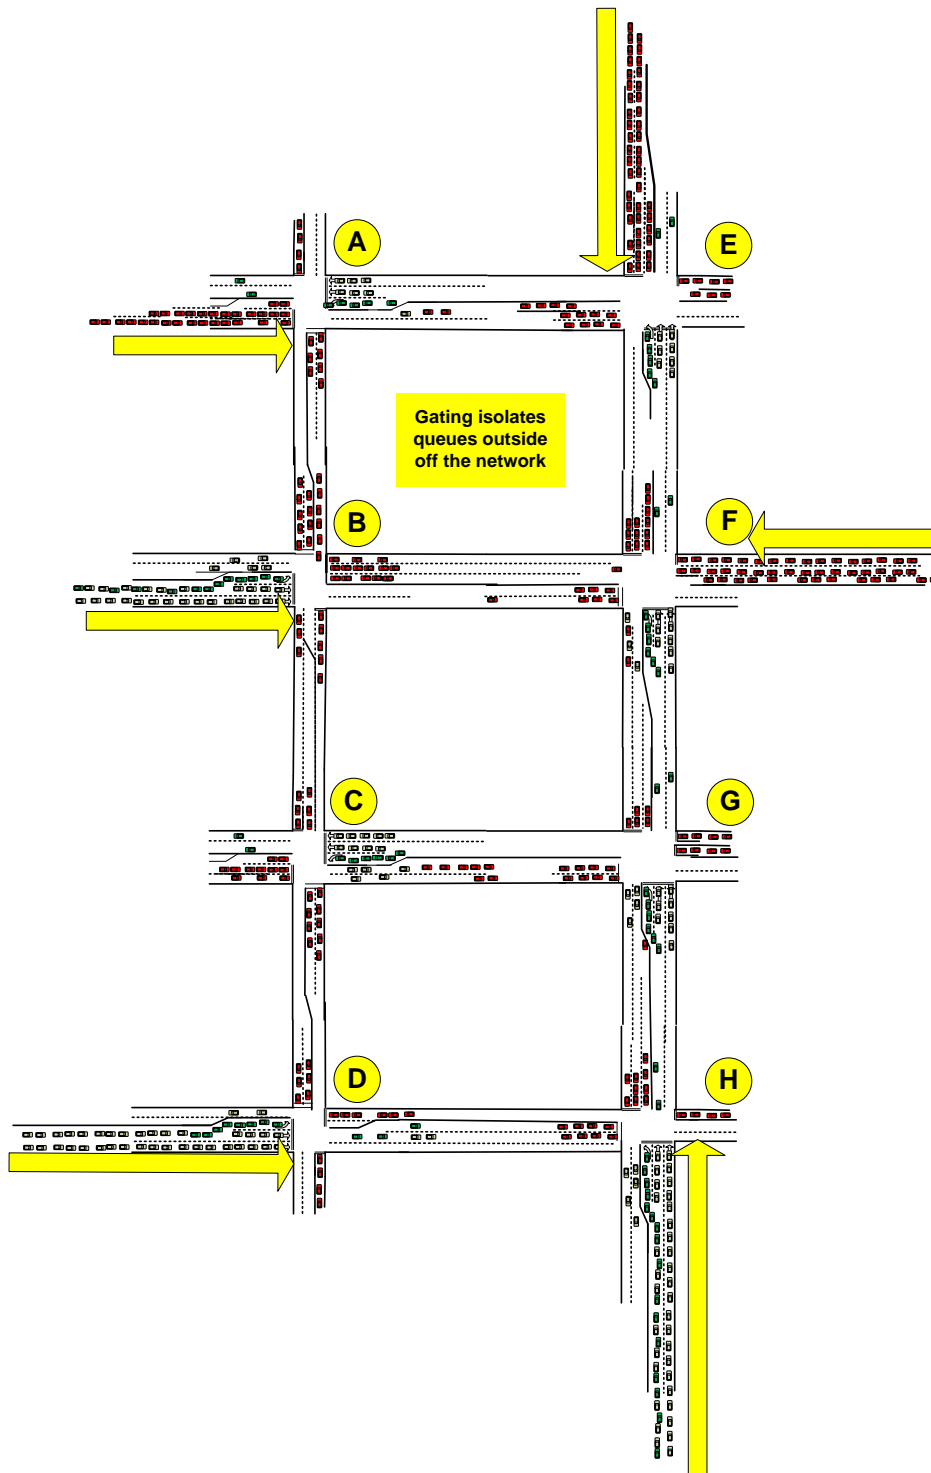 A
E
Gating isolates
queues outside
off the network
B
F
C
G
D
H